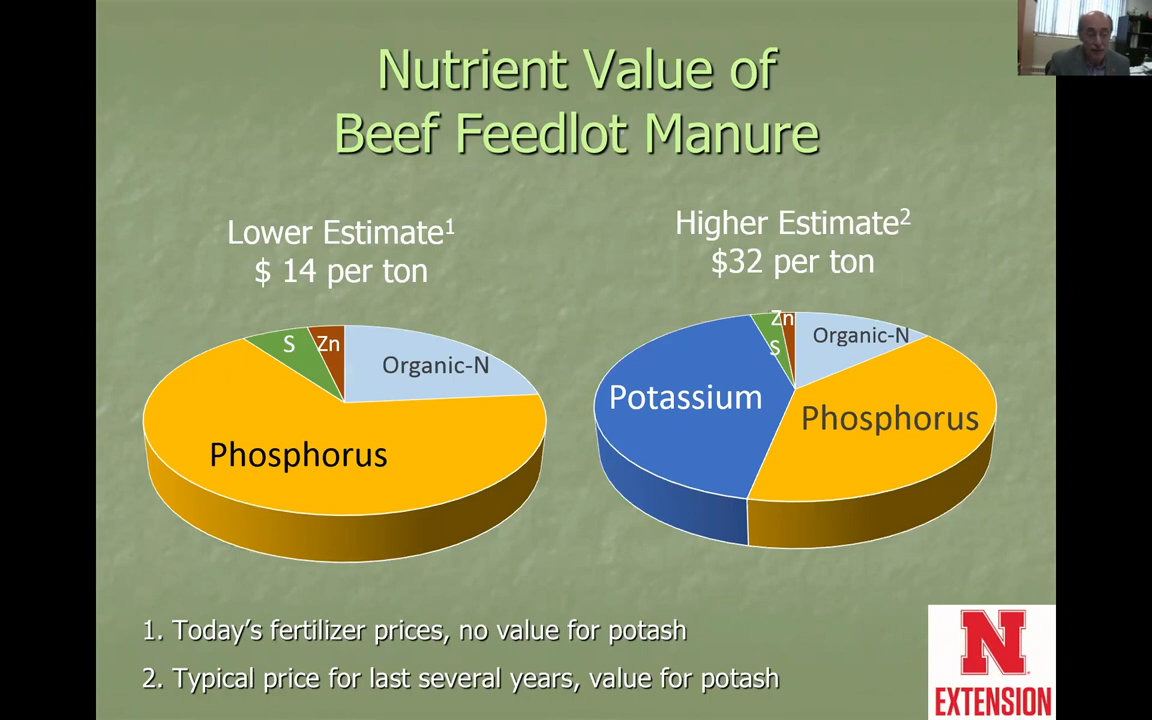 Nutrient Value of
Beef Feedlot Manure
Lower Estimate¹
$ 14 per ton
Higher Estimate²
$32 per ton
S
Zn
Organic-N
Phosphorus
Zn
S
Organic-N
Potassium
Phosphorus
1. Today's fertilizer prices, no value for potash
2. Typical price for last several years, value for potash
N
EXTENSION